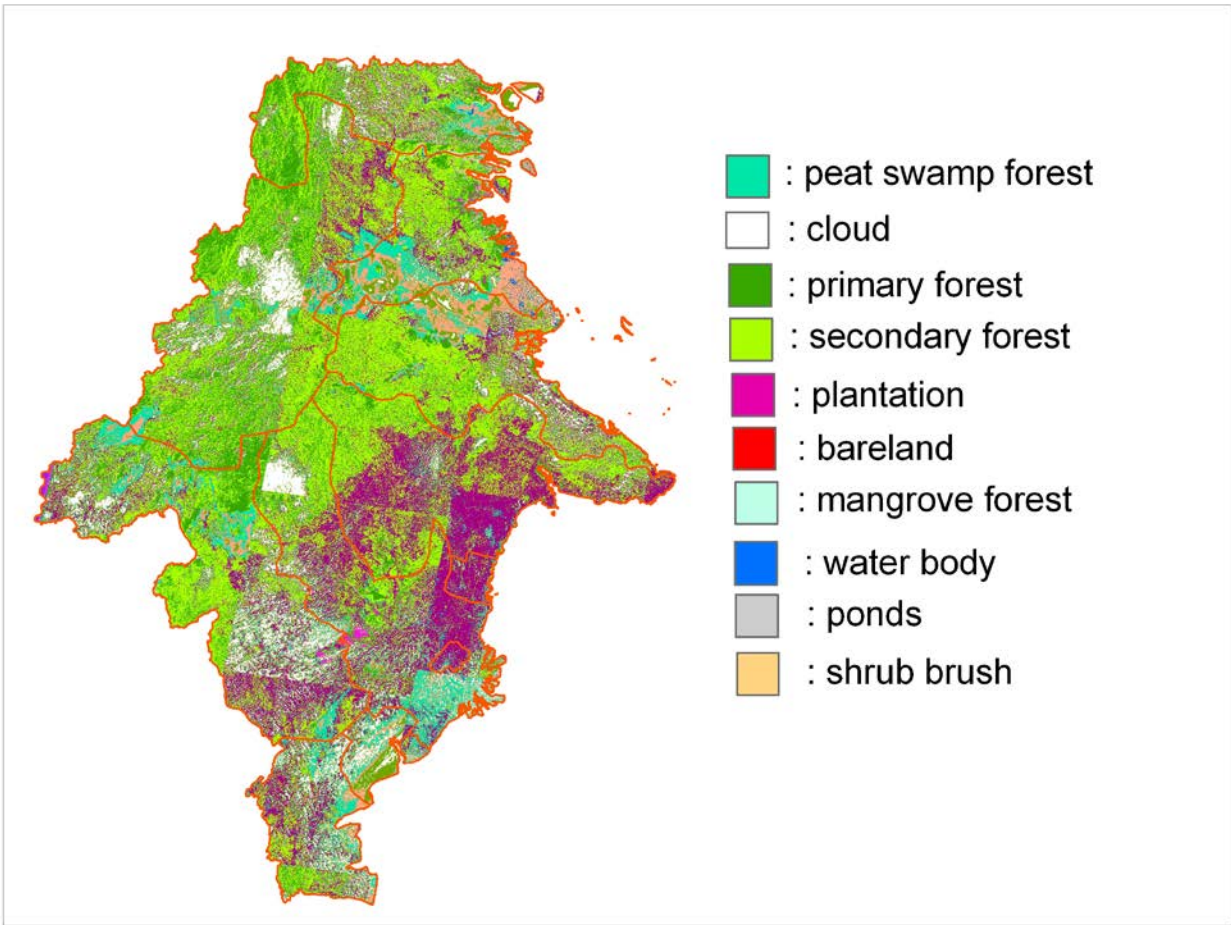 : peat swamp forest
: cloud
: primary forest
: secondary forest
: plantation
: bareland
: mangrove forest
: water body
: ponds
: shrub brush